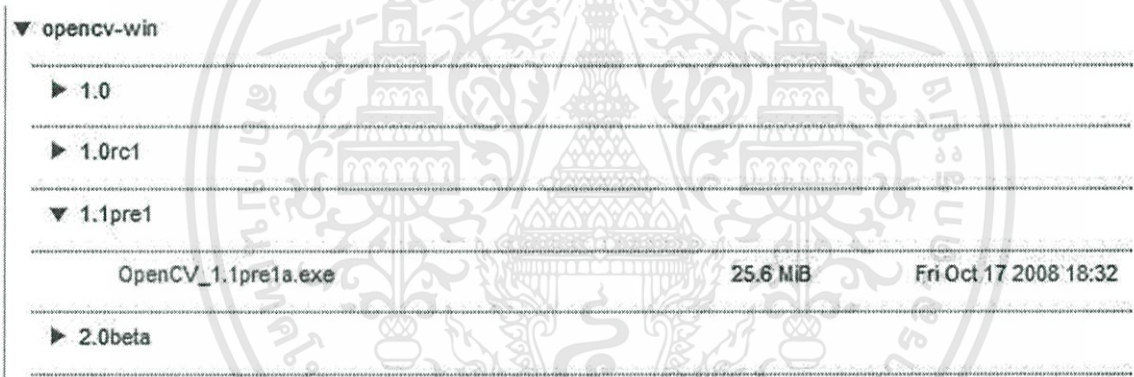 ▼ opencv-win
▶ 1.0
▶ 1.0rc1
▼ 1.1pre1
OpenCV_1.1pre1a.exe 25.6 MiB Fri Oct 17 2008 18:32
▶ 2.0beta